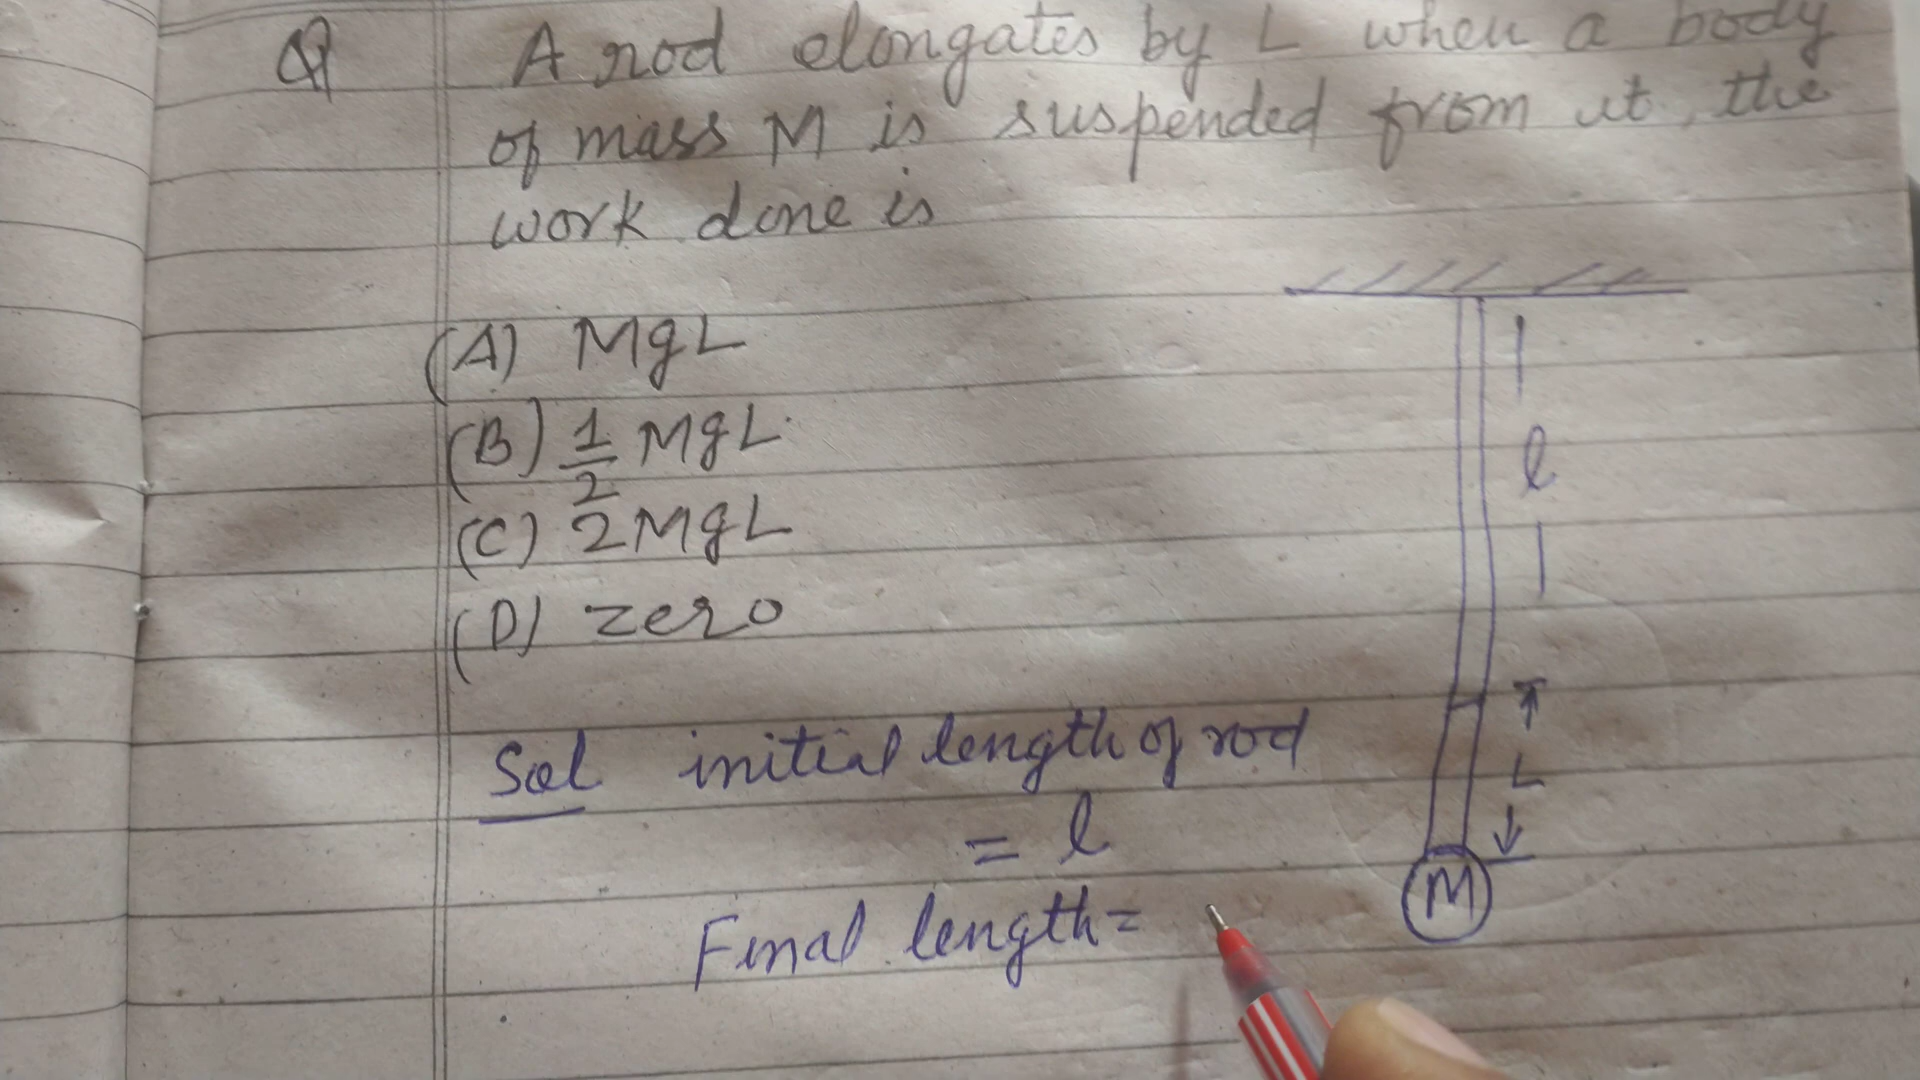 Q A rod elongates by L when a body
of mass M is suspended from it, the
work done is
(A) MgL
(B) 1/2 MgL
(C) 2MgL
(D) zero
l
L
M
Sol initial length of rod
= l
Final length =